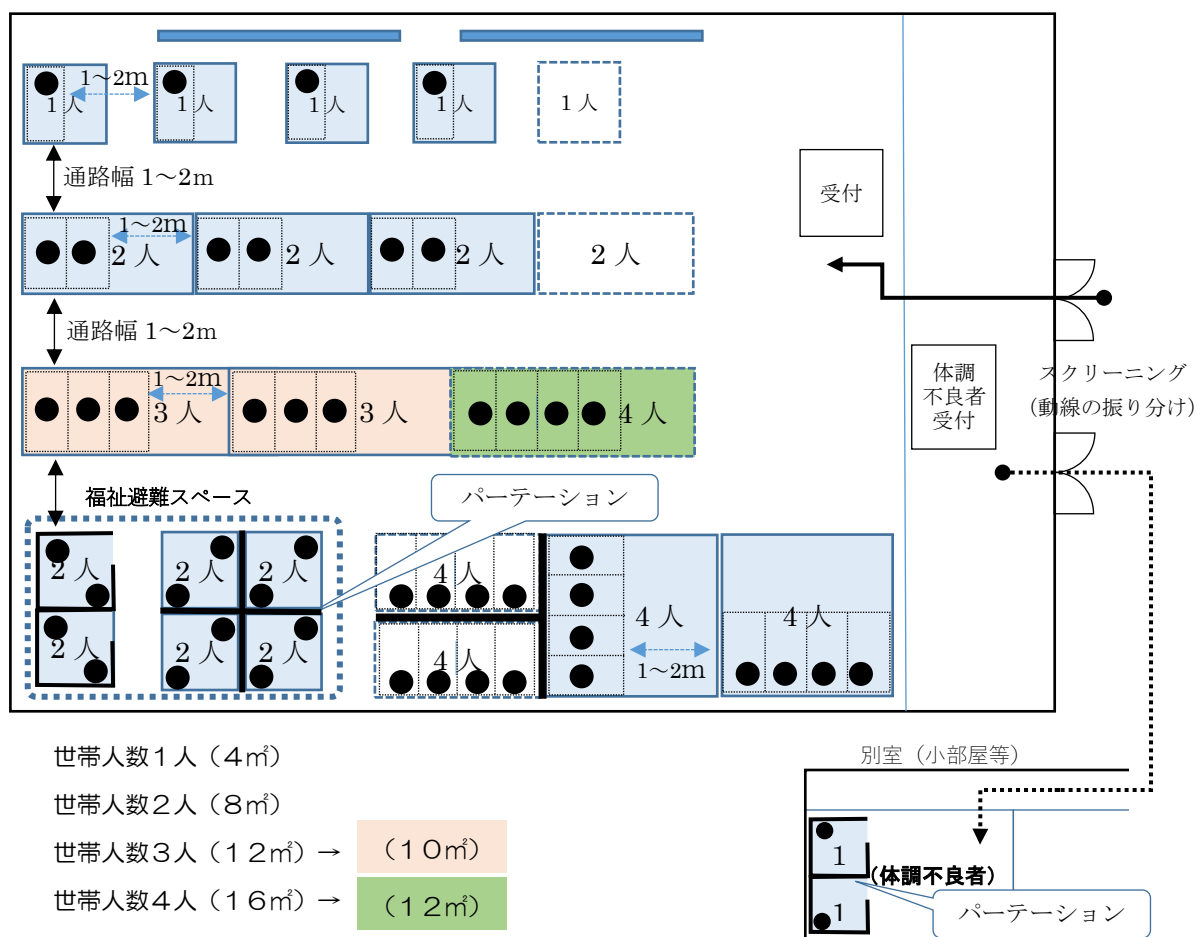 1～2m
1人
1人
1人
1人
1人
通路幅 1～2m
受付
1～2m
2人
2人
2人
2人
通路幅 1～2m
体調
不良者
受付
スクリーニング
(動線の振り分け)
1～2m
3人
3人
4人
福祉避難スペース
パーテーション
2人
2人
2人
4人
4人
4人
1～2m
2人
2人
2人
4人
世帯人数1人（4㎡）
世帯人数2人（8㎡）
世帯人数3人（12㎡）→ （10㎡）
世帯人数4人（16㎡）→ （12㎡）
別室（小部屋等）
1
(体調不良者)
1
パーテーション